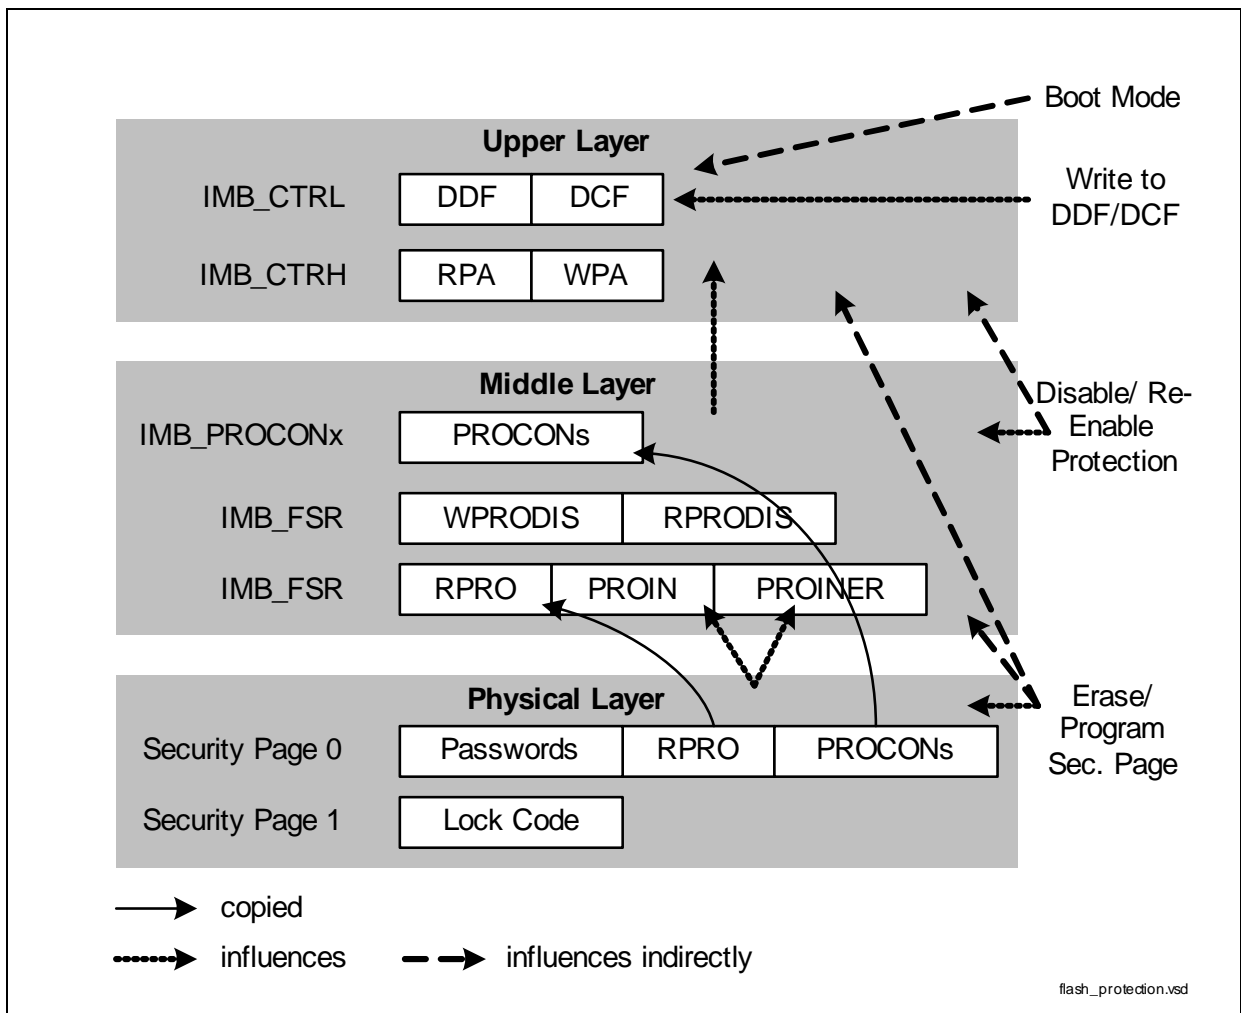 Boot Mode
Upper Layer
IMB_CTRL DDF DCF
Write to
DDF/DCF
IMB_CTRH RPA WPA
Middle Layer
IMB_PROCONx PROCONs
Disable/ Re-
Enable
Protection
IMB_FSR WPRODIS RPRODIS
IMB_FSR RPRO PROIN PROINER
Physical Layer
Security Page 0 Passwords RPRO PROCONs
Erase/
Program
Sec. Page
Security Page 1 Lock Code
copied
influences influences indirectly
flash_protection.vsd